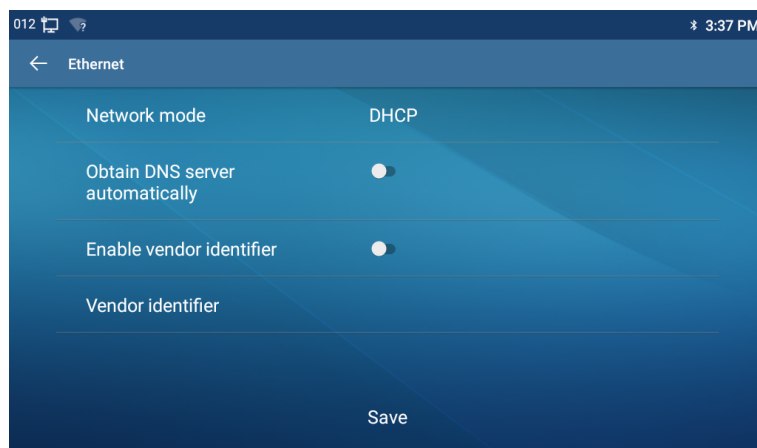 012 3:37 PM
Ethernet
Network mode DHCP
Obtain DNS server
automatically
Enable vendor identifier
Vendor identifier
Save